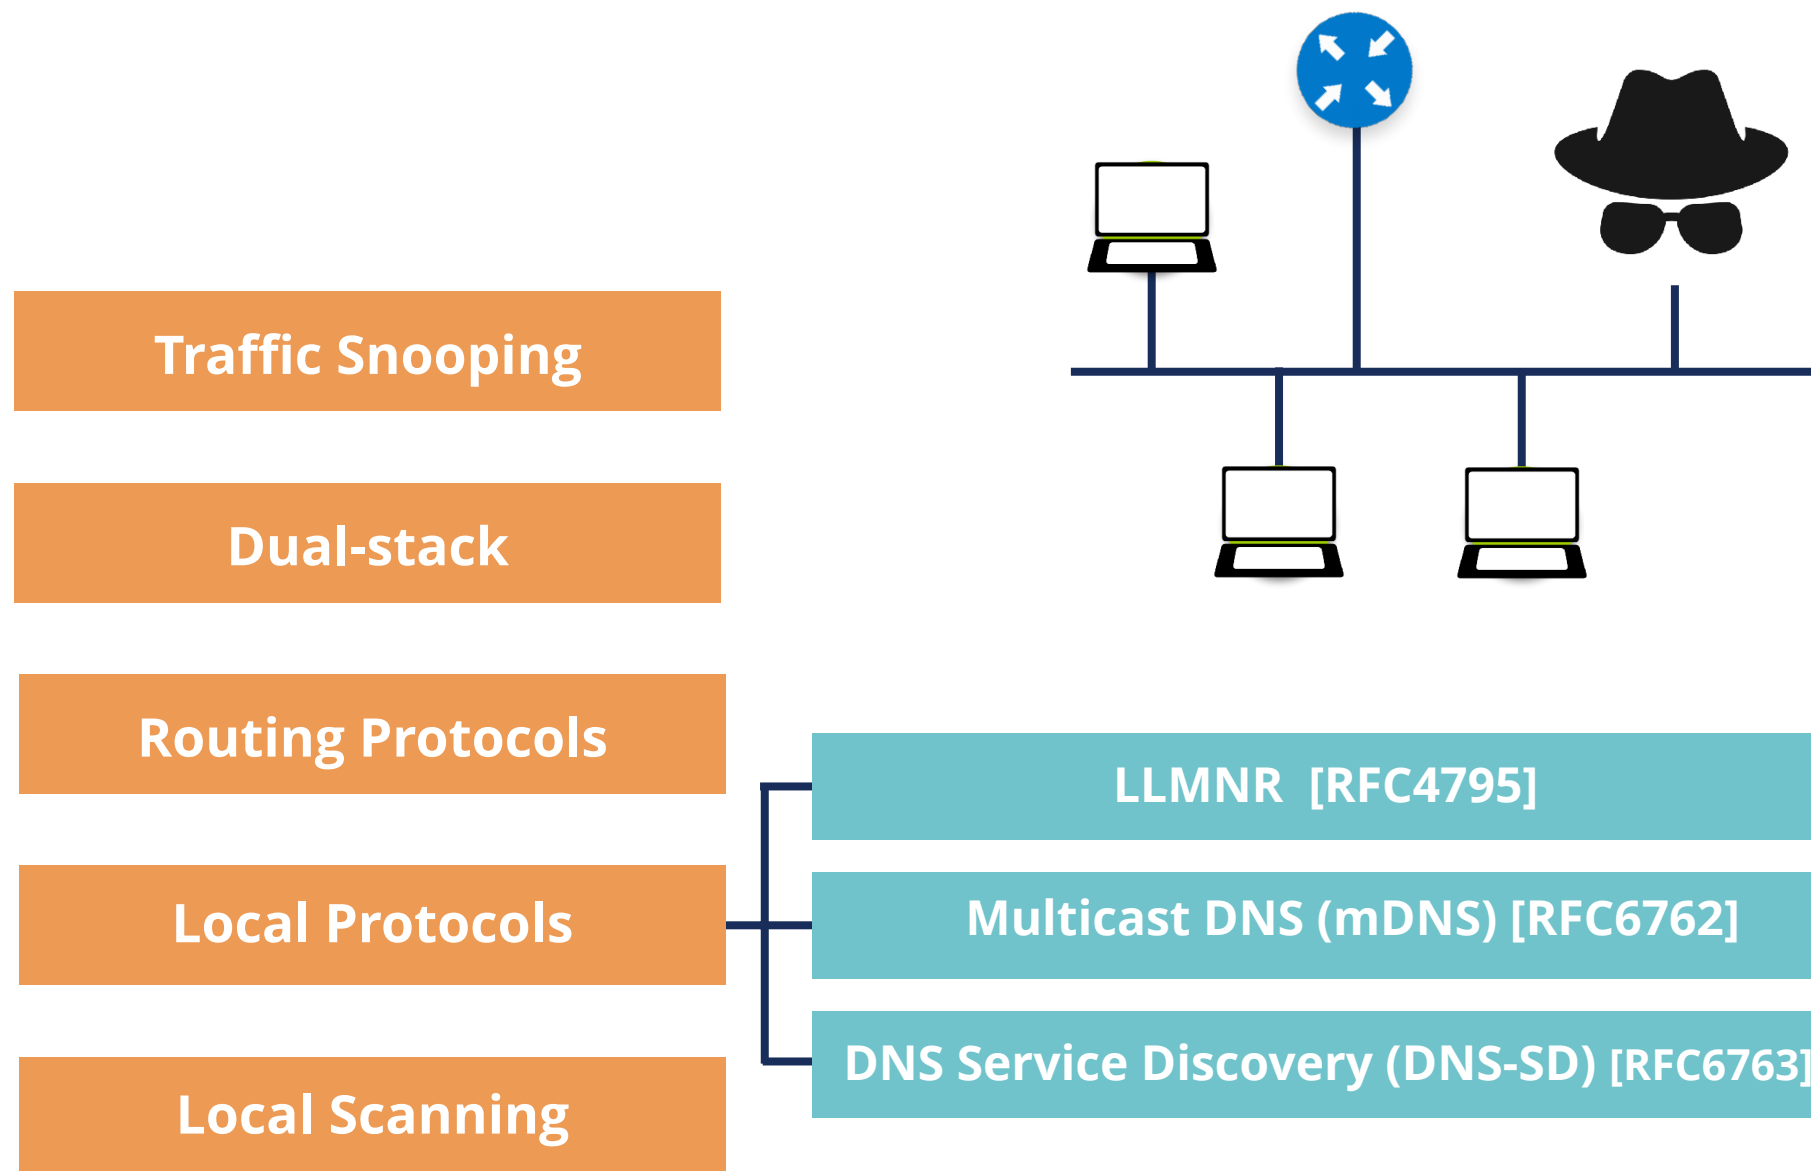 Traffic Snooping
Dual-stack
Routing Protocols
Local Protocols
LLMNR [RFC4795]
Multicast DNS (mDNS) [RFC6762]
DNS Service Discovery (DNS-SD) [RFC6763]
Local Scanning